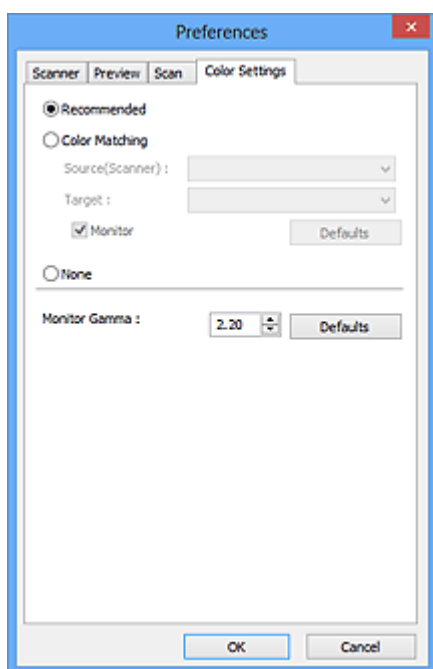 Preferences
Scanner Preview Scan Color Settings
Recommended
Color Matching
Source(Scanner) :
Target :
Monitor Defaults
None
Monitor Gamma : 2.20 Defaults
OK Cancel